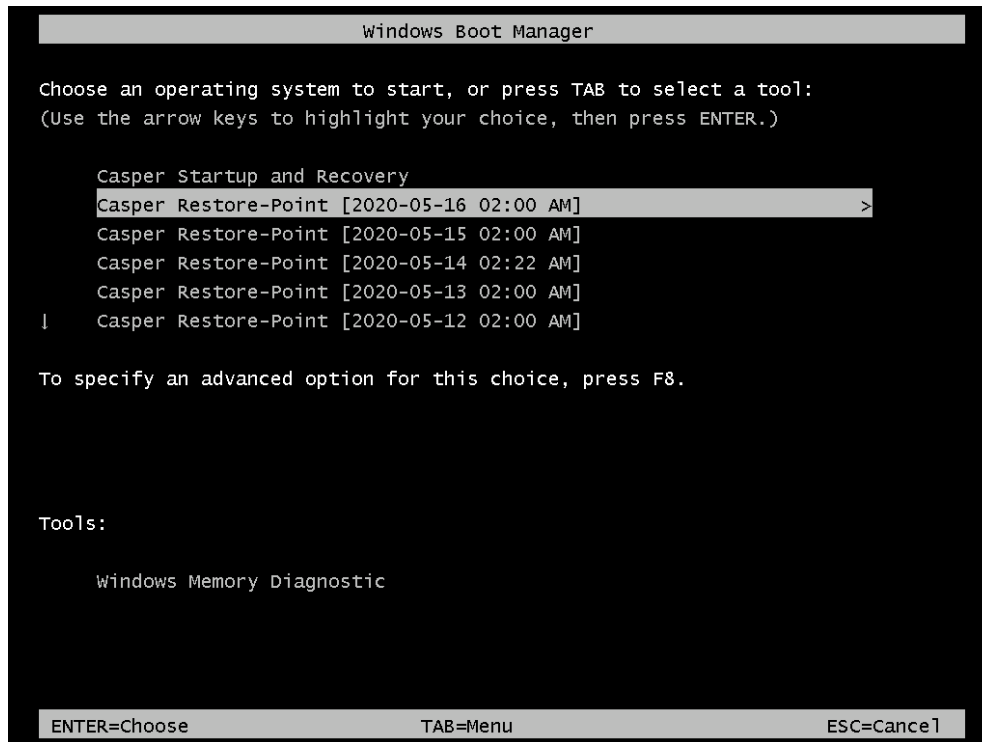 Windows Boot Manager
Choose an operating system to start, or press TAB to select a tool:
(Use the arrow keys to highlight your choice, then press ENTER.)
Casper Startup and Recovery
Casper Restore-Point [2020-05-16 02:00 AM] >
Casper Restore-Point [2020-05-15 02:00 AM]
Casper Restore-Point [2020-05-14 02:22 AM]
Casper Restore-Point [2020-05-13 02:00 AM]
↓ Casper Restore-Point [2020-05-12 02:00 AM]
To specify an advanced option for this choice, press F8.
Tools:
Windows Memory Diagnostic
ENTER=Choose TAB=Menu ESC=Cancel